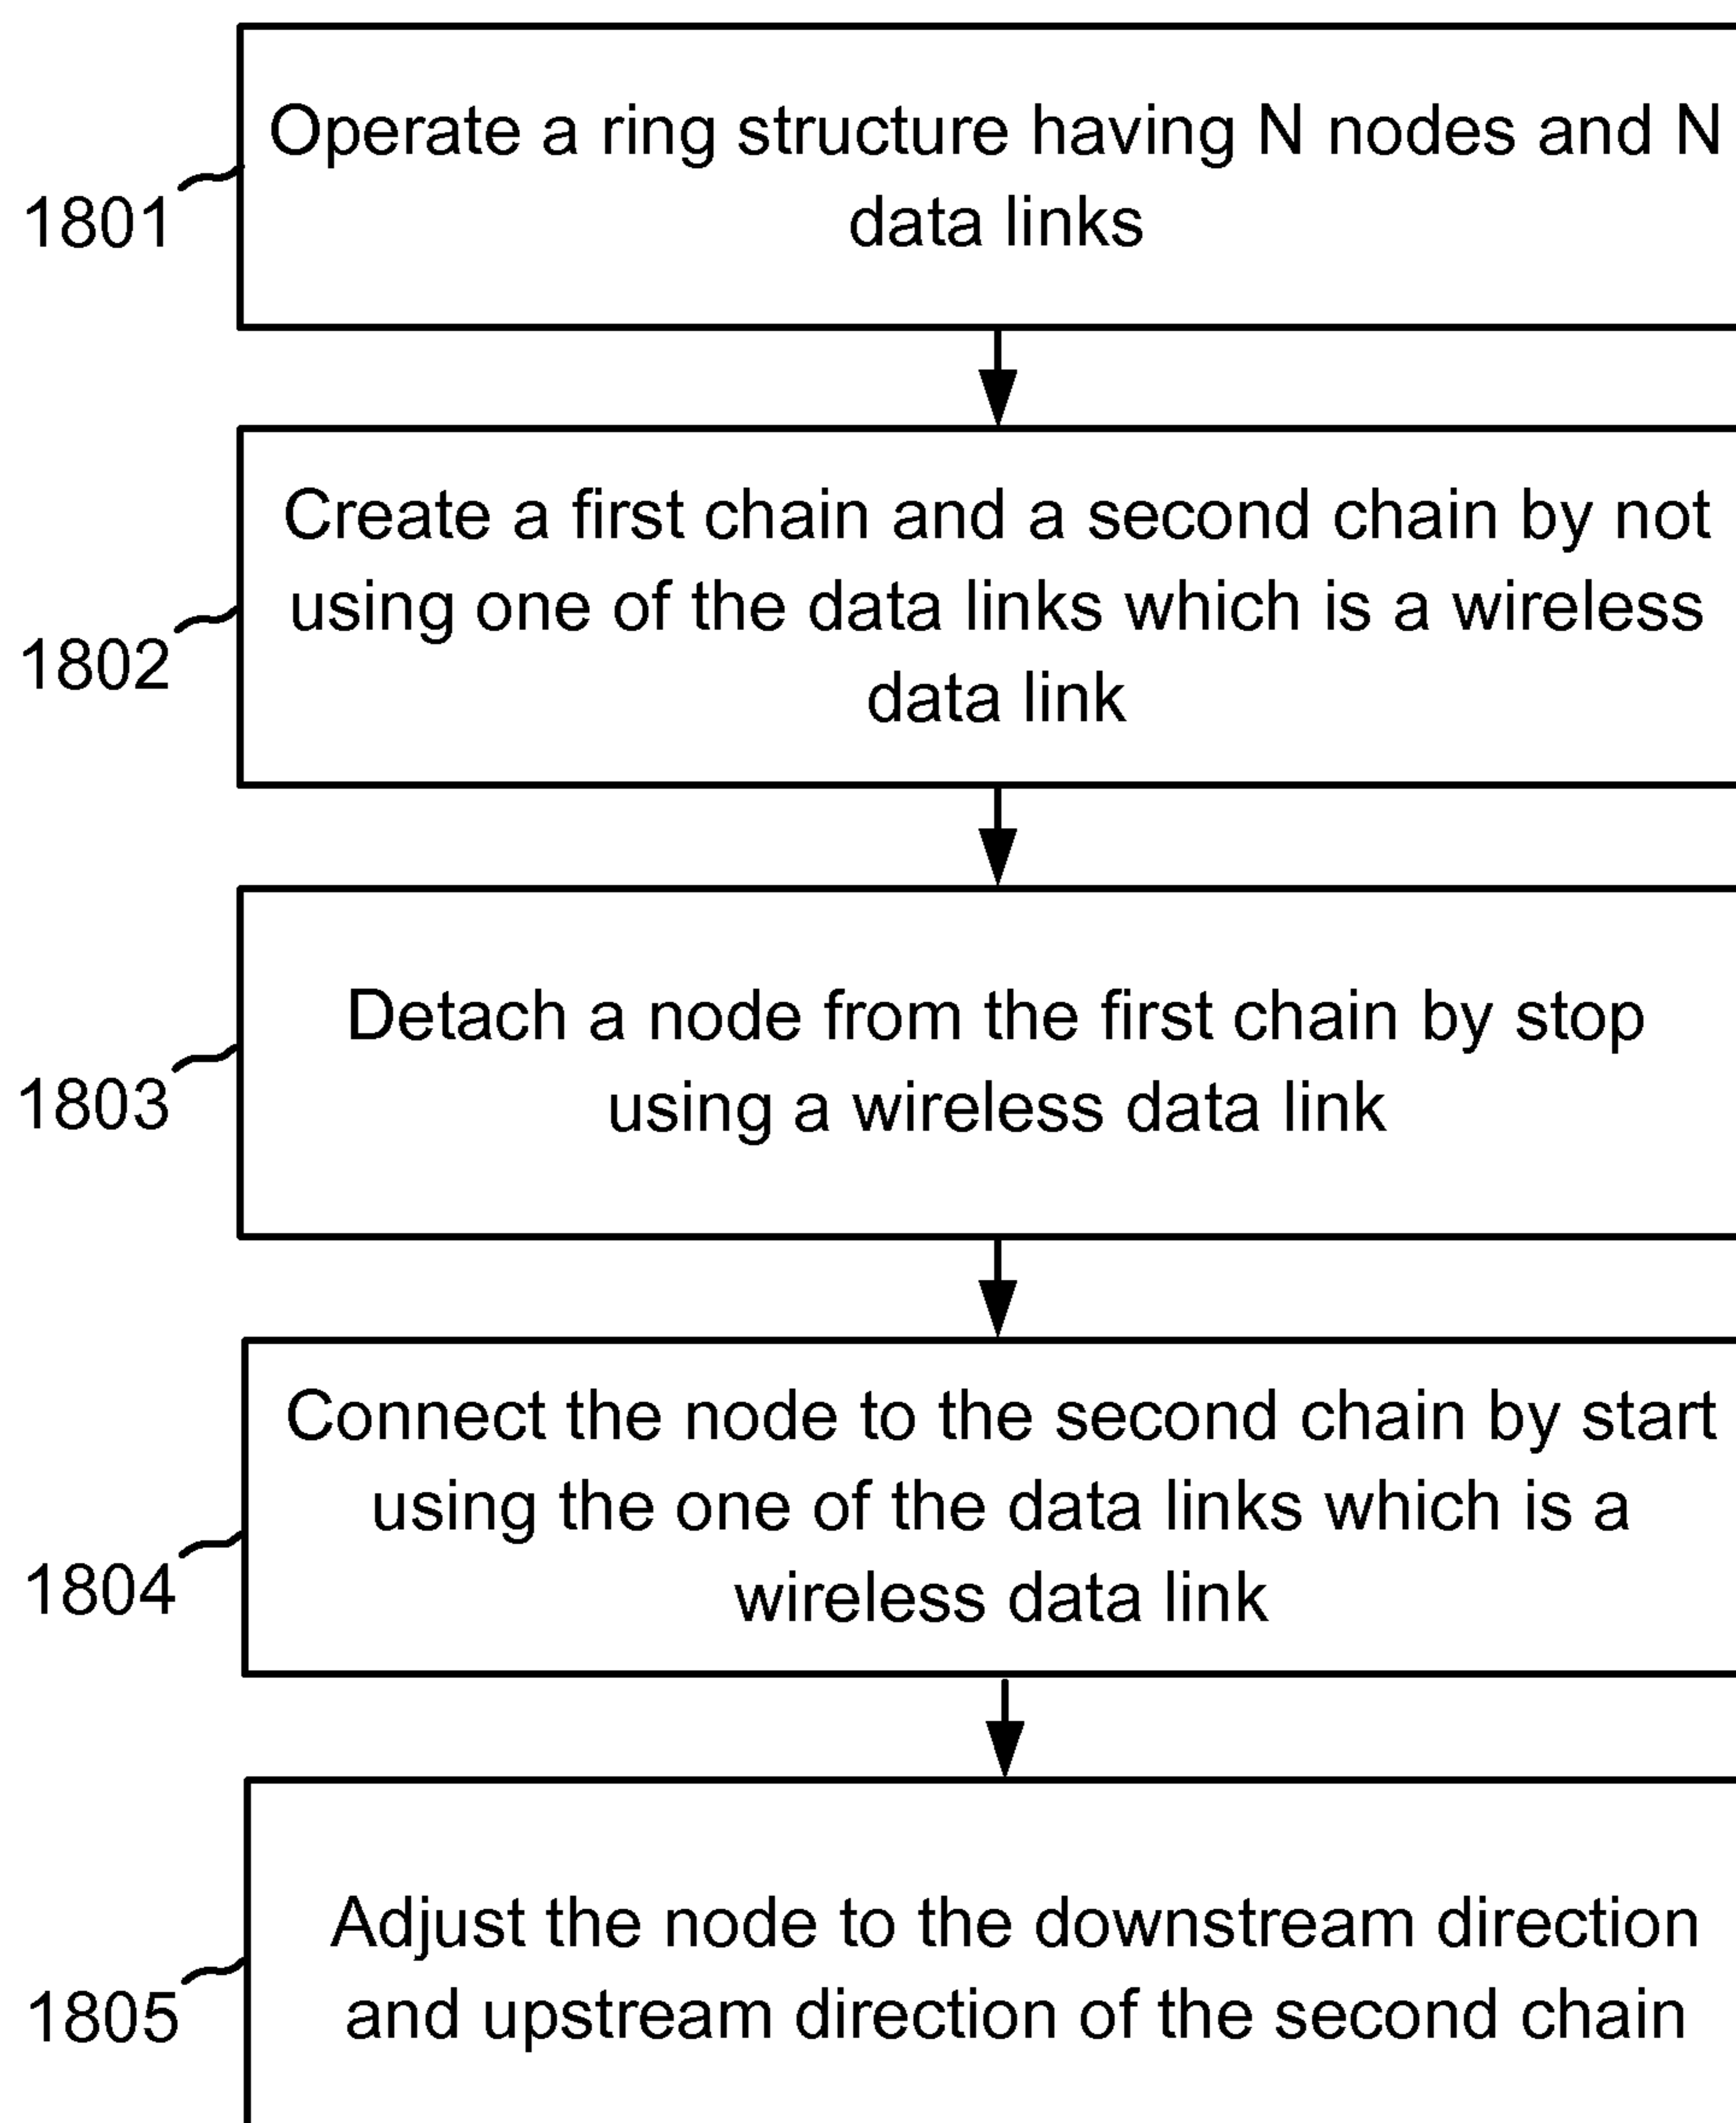 Operate a ring structure having N nodes and N
data links
1801
Create a first chain and a second chain by not
using one of the data links which is a wireless
data link
1802
Detach a node from the first chain by stop
using a wireless data link
1803
Connect the node to the second chain by start
using the one of the data links which is a
wireless data link
1804
Adjust the node to the downstream direction
and upstream direction of the second chain
1805